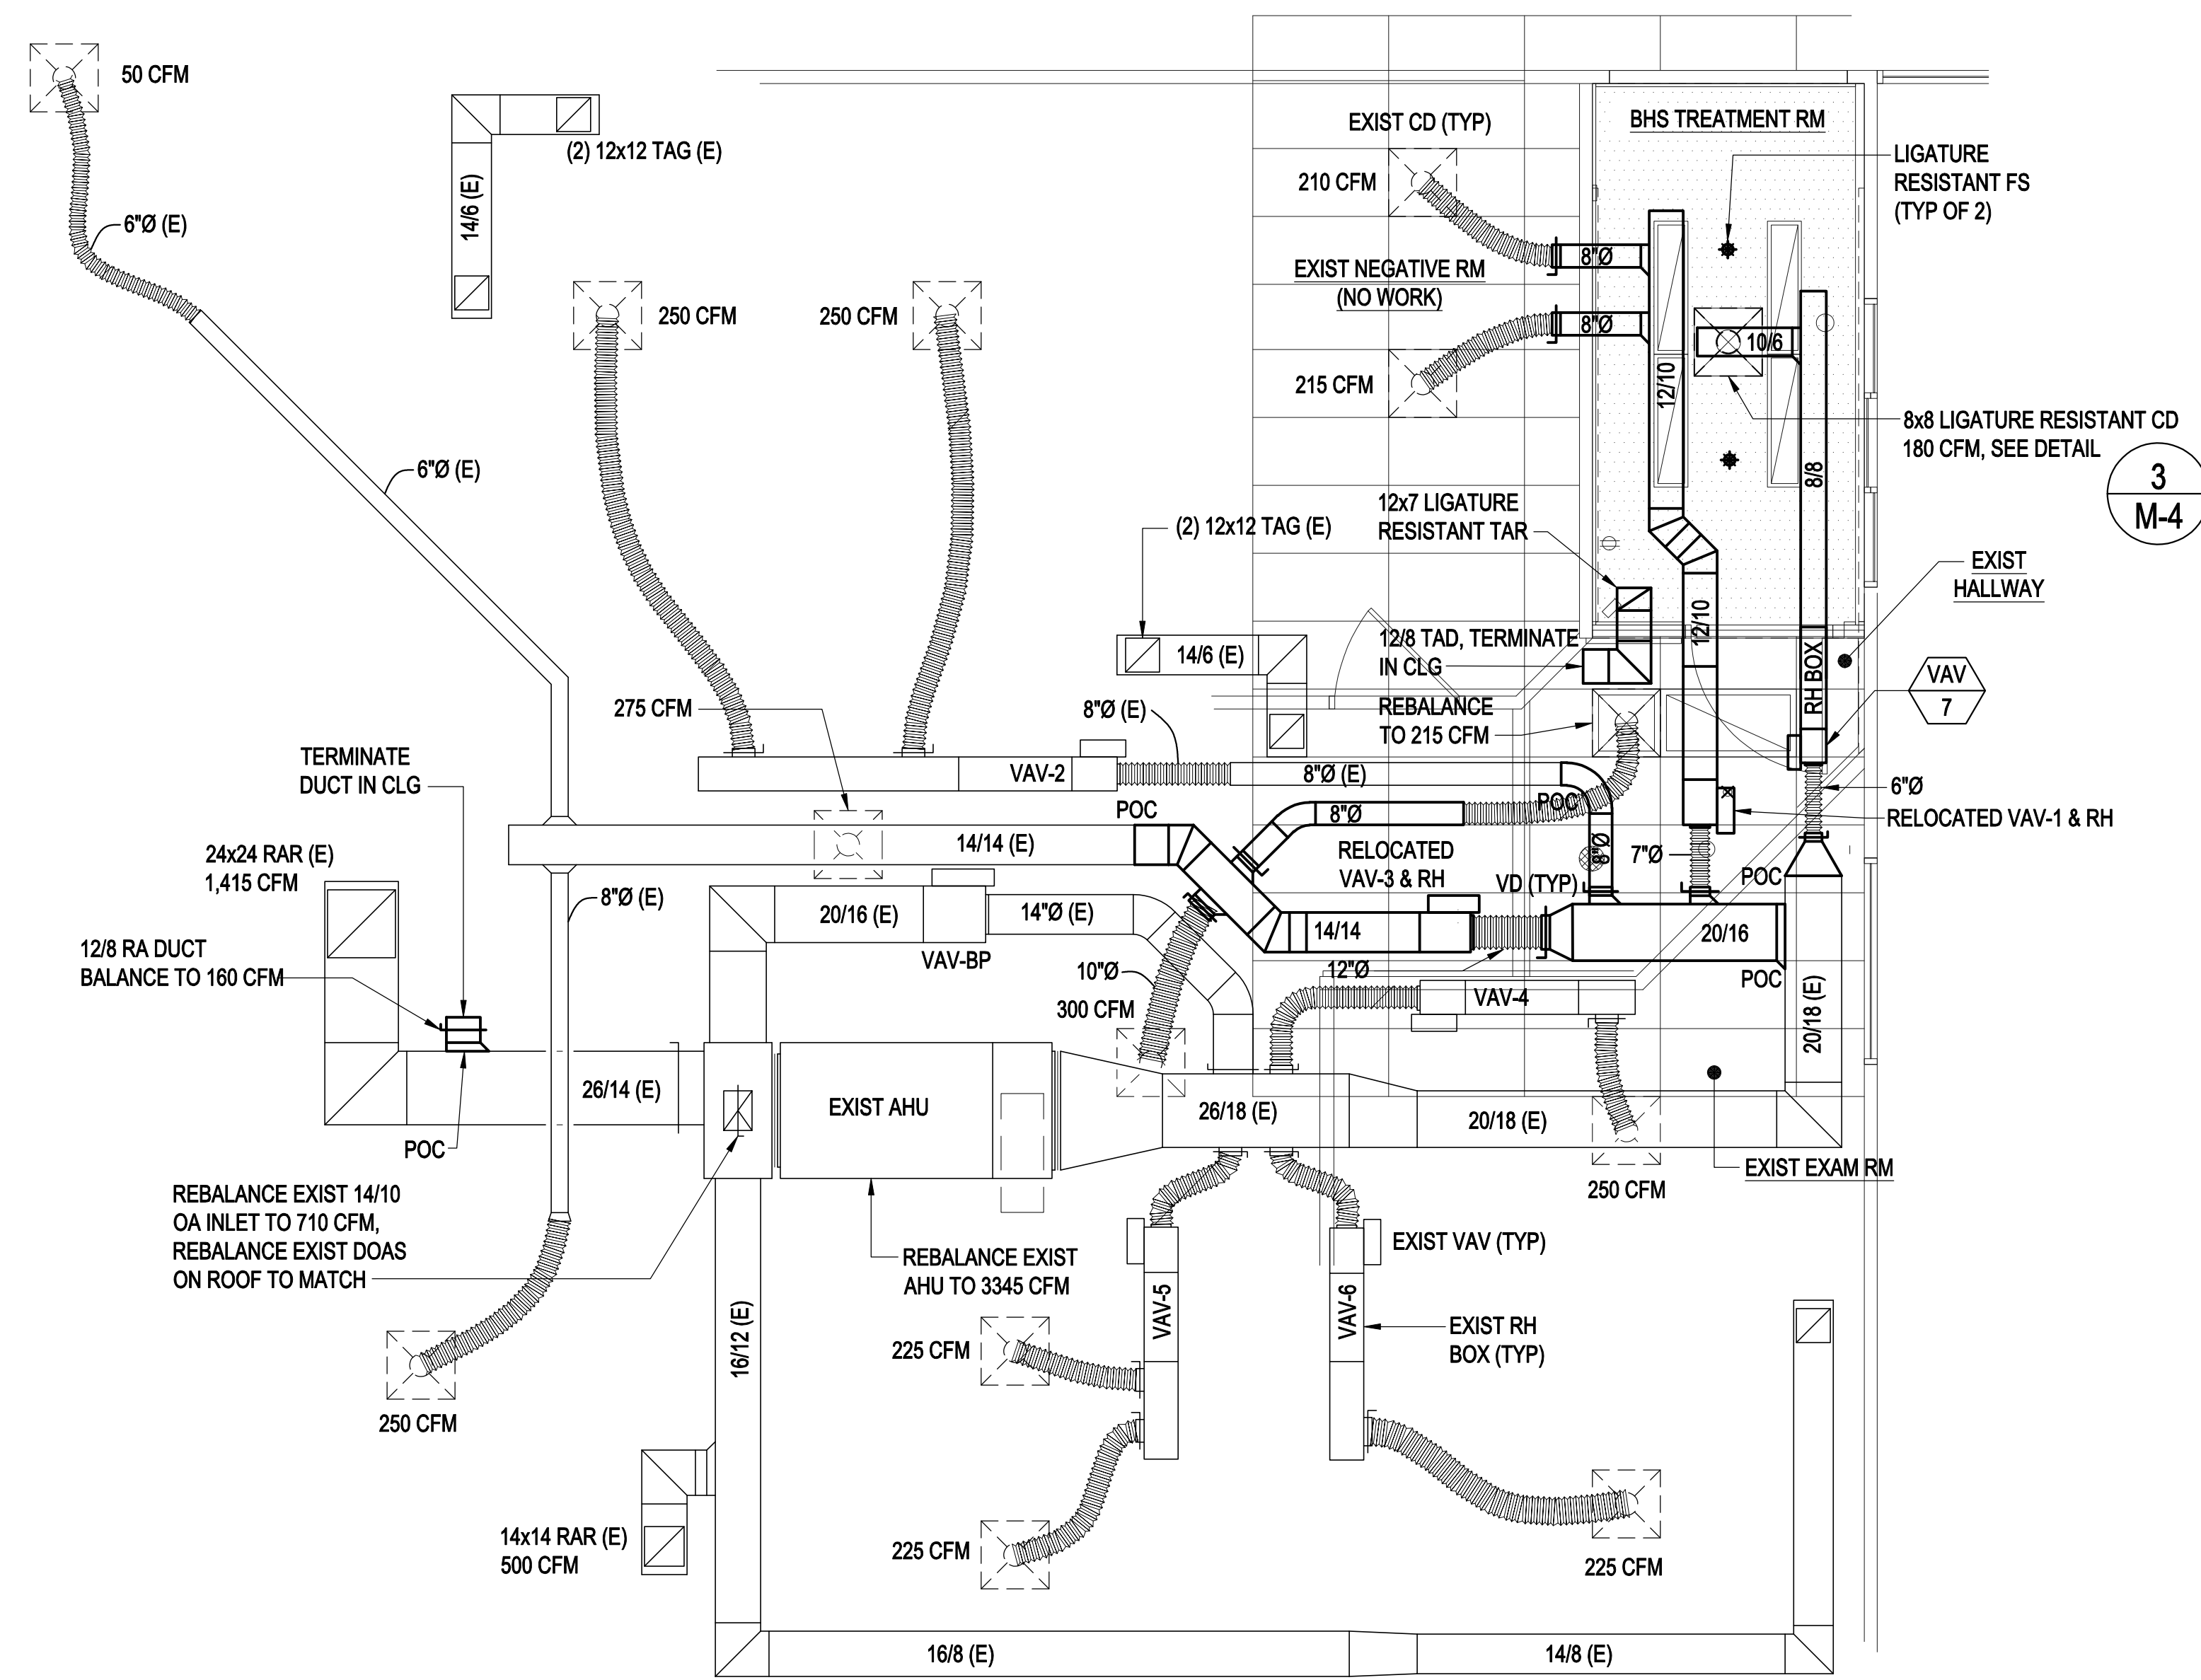 50 CFM
(2) 12x12 TAG (E)
14/6 (E)
6"Ø (E)
6"Ø (E)
250 CFM
250 CFM
EXIST CD (TYP)
210 CFM
EXIST NEGATIVE RM
(NO WORK)
215 CFM
8"Ø
8"Ø
BHS TREATMENT RM
LIGATURE
RESISTANT FS
(TYP OF 2)
10/6
12/10
8/8
8x8 LIGATURE RESISTANT CD
180 CFM, SEE DETAIL
3
M-4
12x7 LIGATURE
RESISTANT TAR
(2) 12x12 TAG (E)
14/6 (E)
12/8 TAD, TERMINATE
IN CLG
12/10
RH BOX
EXIST
HALLWAY
VAV
7
REBALANCE
TO 215 CFM
275 CFM
8"Ø (E)
VAV-2
8"Ø (E)
POC
POC
8"Ø
8"Ø
6"Ø
RELOCATED VAV-1 & RH
7"Ø
POC
TERMINATE
DUCT IN CLG
24x24 RAR (E)
1,415 CFM
14/14 (E)
RELOCATED
VAV-3 & RH
VD (TYP)
8"Ø (E)
20/16 (E)
14"Ø (E)
VAV-BP
14/14
20/16
POC
12/8 RA DUCT
BALANCE TO 160 CFM
10"Ø
300 CFM
12"Ø
VAV-4
20/18 (E)
26/14 (E)
EXIST AHU
26/18 (E)
20/18 (E)
POC
EXIST EXAM RM
250 CFM
REBALANCE EXIST 14/10
OA INLET TO 710 CFM,
REBALANCE EXIST DOAS
ON ROOF TO MATCH
REBALANCE EXIST
AHU TO 3345 CFM
EXIST VAV (TYP)
VAV-5
VAV-6
EXIST RH
BOX (TYP)
16/12 (E)
225 CFM
250 CFM
14x14 RAR (E)
500 CFM
225 CFM
225 CFM
16/8 (E)
14/8 (E)